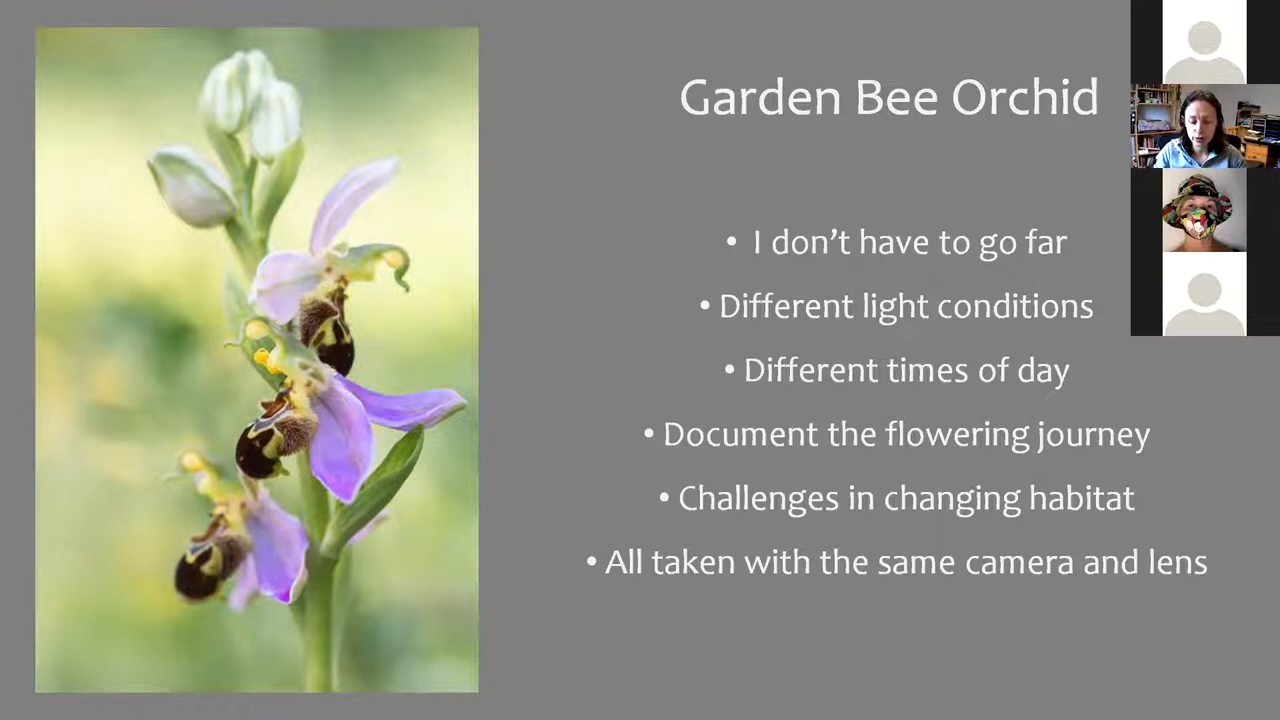 Garden Bee Orchid
• I don’t have to go far
• Different light conditions
• Different times of day
• Document the flowering journey
• Challenges in changing habitat
• All taken with the same camera and lens